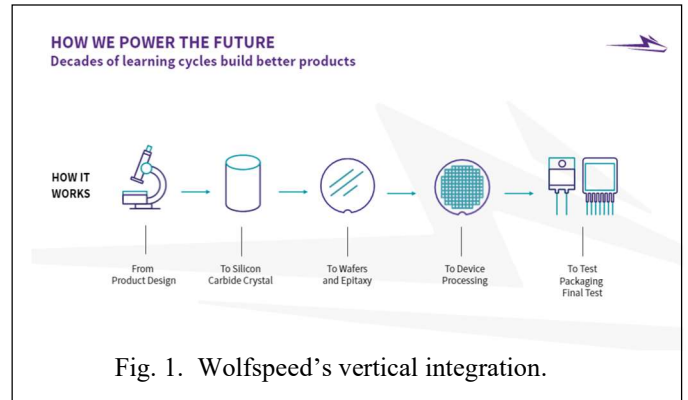 HOW WE POWER THE FUTURE
Decades of learning cycles build better products
HOW IT
WORKS
From
Product Design
To Silicon
Carbide Crystal
To Wafers
and Epitaxy
To Device
Processing
To Test
Packaging
Final Test
Fig. 1. Wolfspeed's vertical integration.